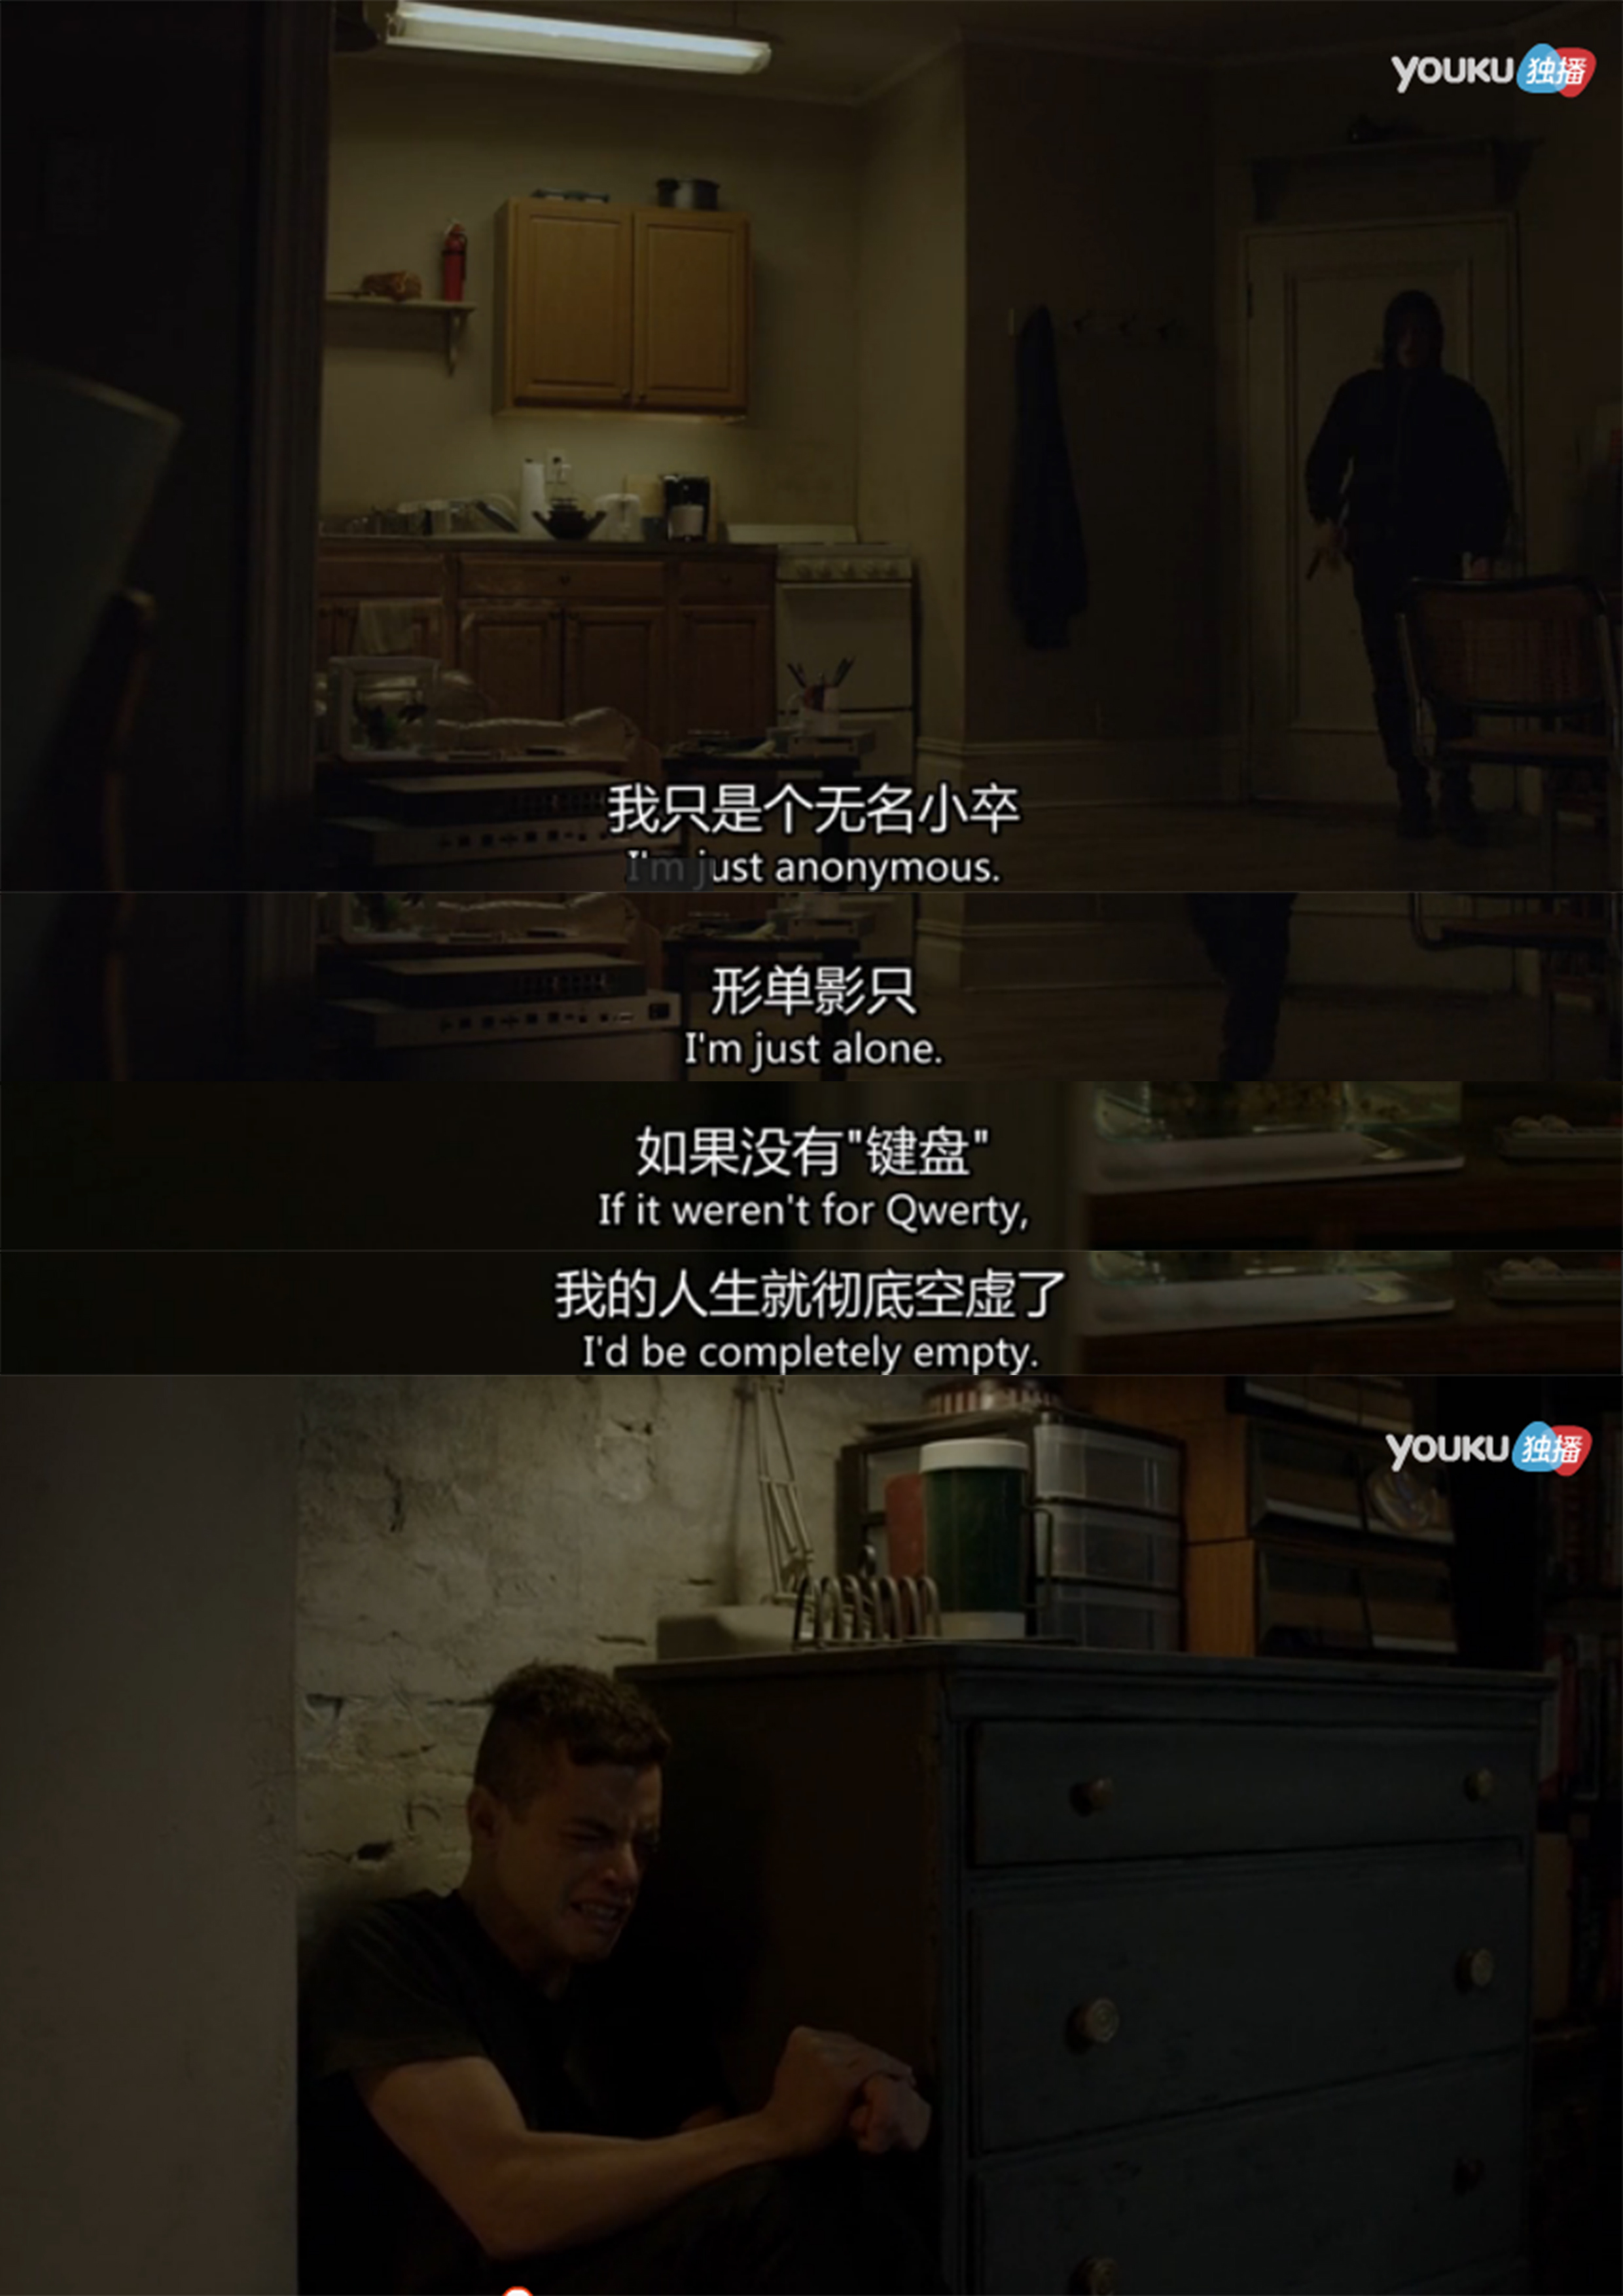 YOUKU 独播
我只是个无名小卒
I'm just anonymous.
形单影只
I'm just alone.
如果没有"键盘"
If it weren't for Qwerty,
我的人生就彻底空虚了
I'd be completely empty.
YOUKU 独播